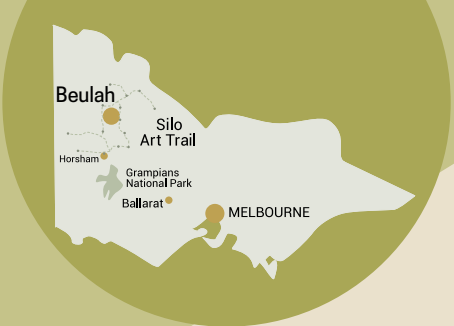 Beulah
Silo
Art Trail
Horsham
Grampians
National Park
Ballarat
MELBOURNE